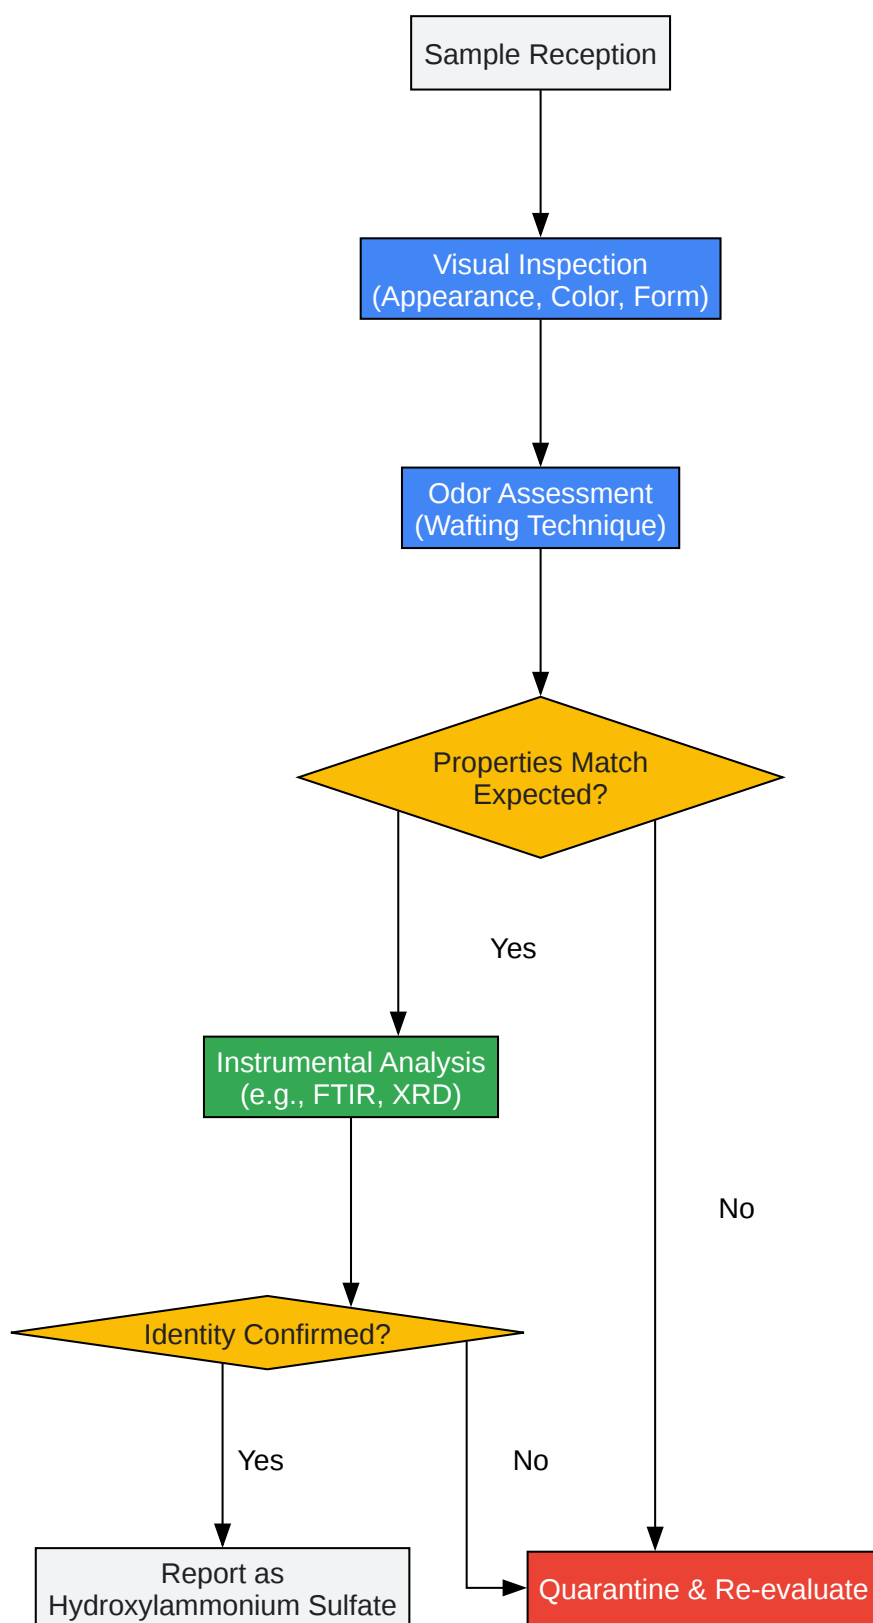 Sample Reception
Visual Inspection
(Appearance, Color, Form)
Odor Assessment
(Wafting Technique)
Properties Match
Expected?
Yes
Instrumental Analysis
(e.g., FTIR, XRD)
No
Identity Confirmed?
Yes
No
Report as
Hydroxylammonium Sulfate
Quarantine & Re-evaluate